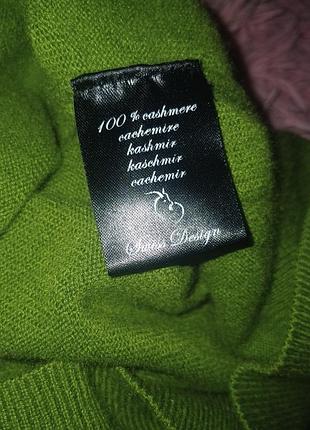 100 % cashmere
cachemire
kashmir
kaschmir
cachemir
Swiss Design